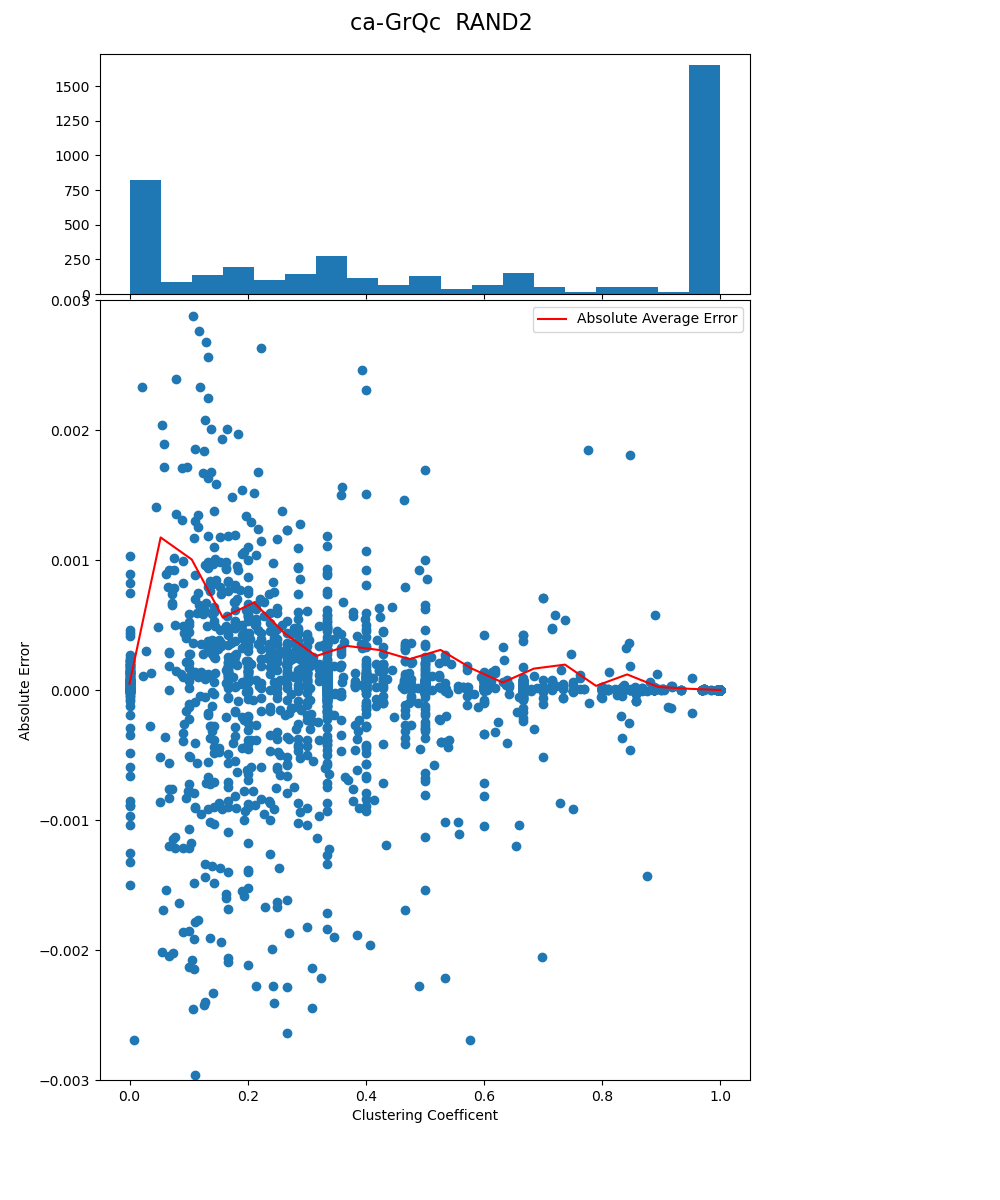 ca-GrQc  RAND2
1500
1250
1000
750
500
250
0
0.003
Absolute Average Error
0.002
0.001
0.000
−0.001
−0.002
−0.003
Absolute Error
0.0 0.2 0.4 0.6 0.8 1.0
Clustering Coefficent